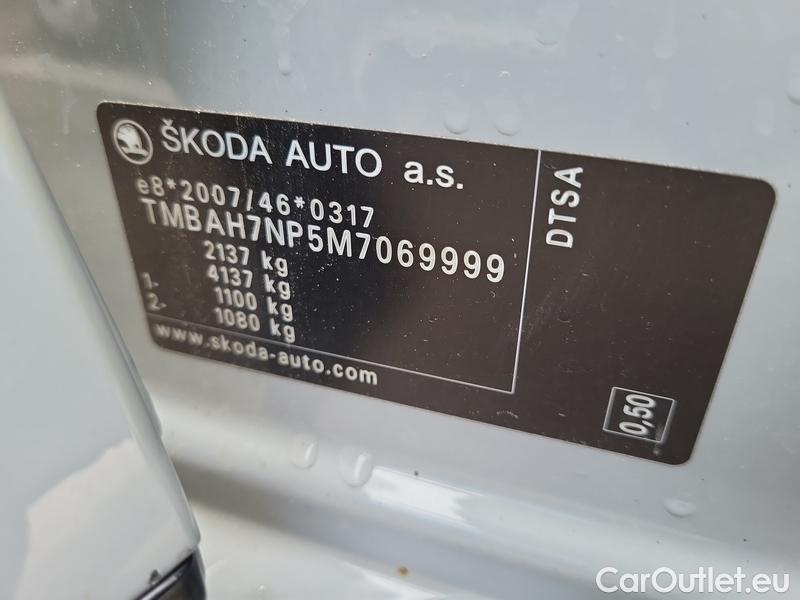 ŠKODA AUTO a.s.
e8*2007/46*0317
TMBAH7NP5M7069999
2137 kg
4137 kg
1- 1100 kg
2- 1080 kg
www.skoda-auto.com
DTSA
0,50
CarOutlet.eu